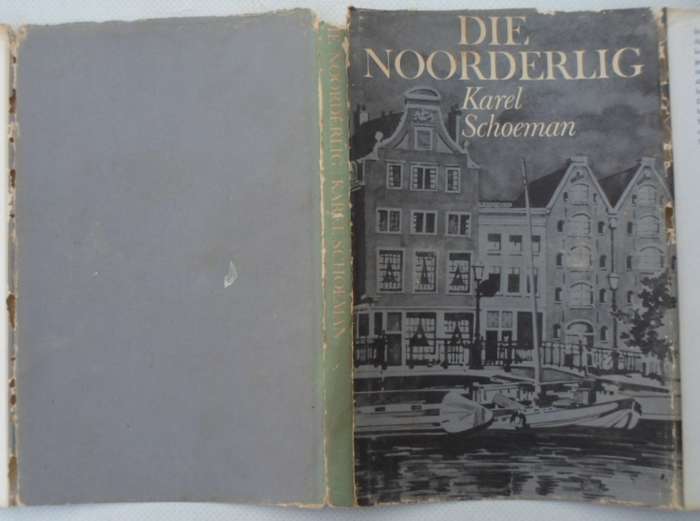 DIE
NOORDERLIG
Karel
Schoeman
DIE NOORDERLIG KAREL SCHOEMAN